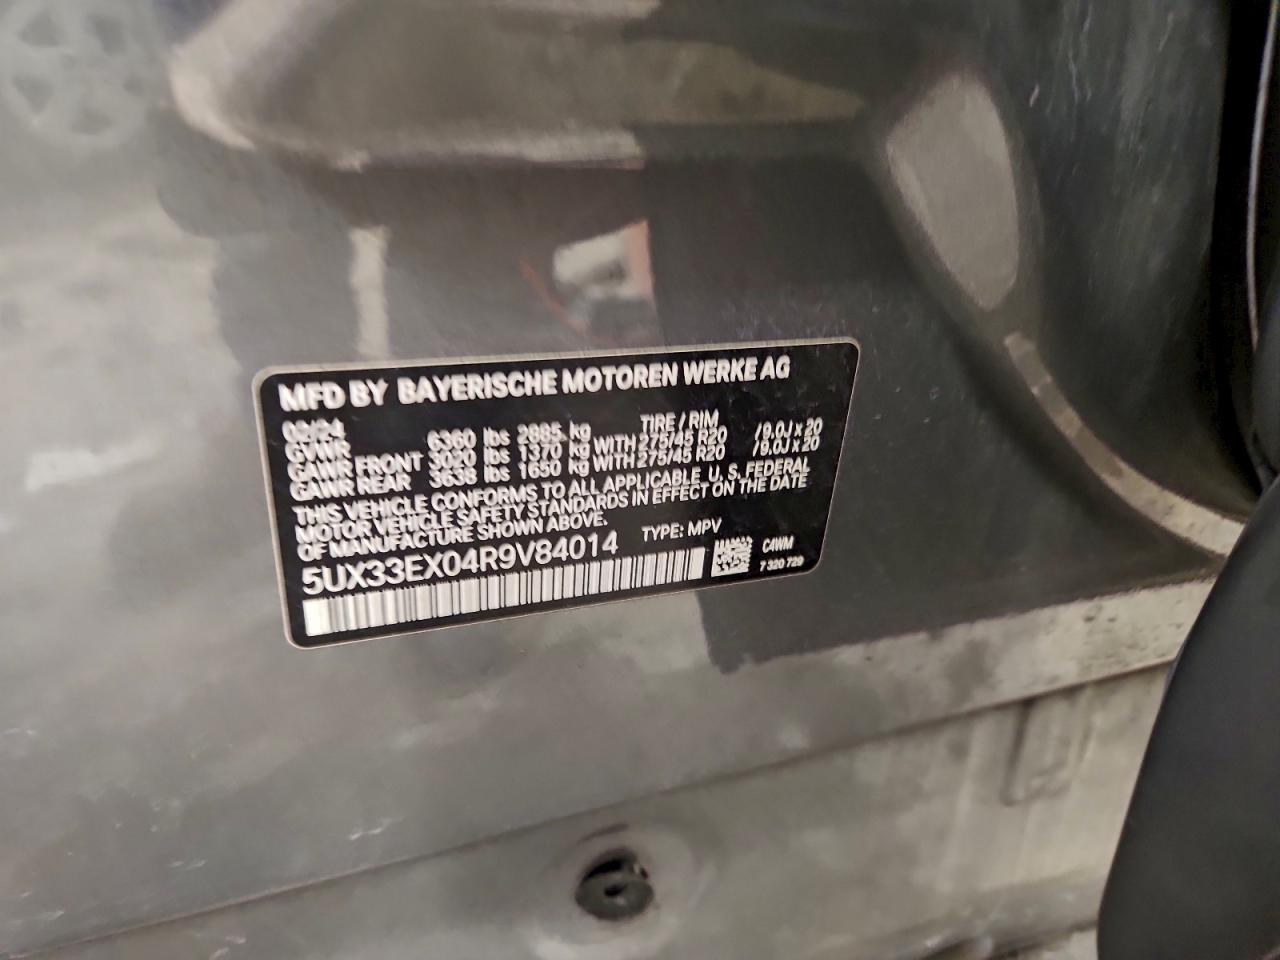 MFD BY BAYERISCHE MOTOREN WERKE AG
TIRE / RIM
GVWR 6360 lbs 2885 kg
GAWR FRONT 3020 lbs 1370 kg WITH 275/45 R20 /9.0J x 20
GAWR REAR 3638 lbs 1650 kg WITH 275/45 R20 /9.0J x 20
THIS VEHICLE CONFORMS TO ALL APPLICABLE U. S. FEDERAL
MOTOR VEHICLE SAFETY STANDARDS IN EFFECT ON THE DATE
OF MANUFACTURE SHOWN ABOVE.
TYPE: MPV
5UX33EX04R9V84014
C4WM
7 320 729